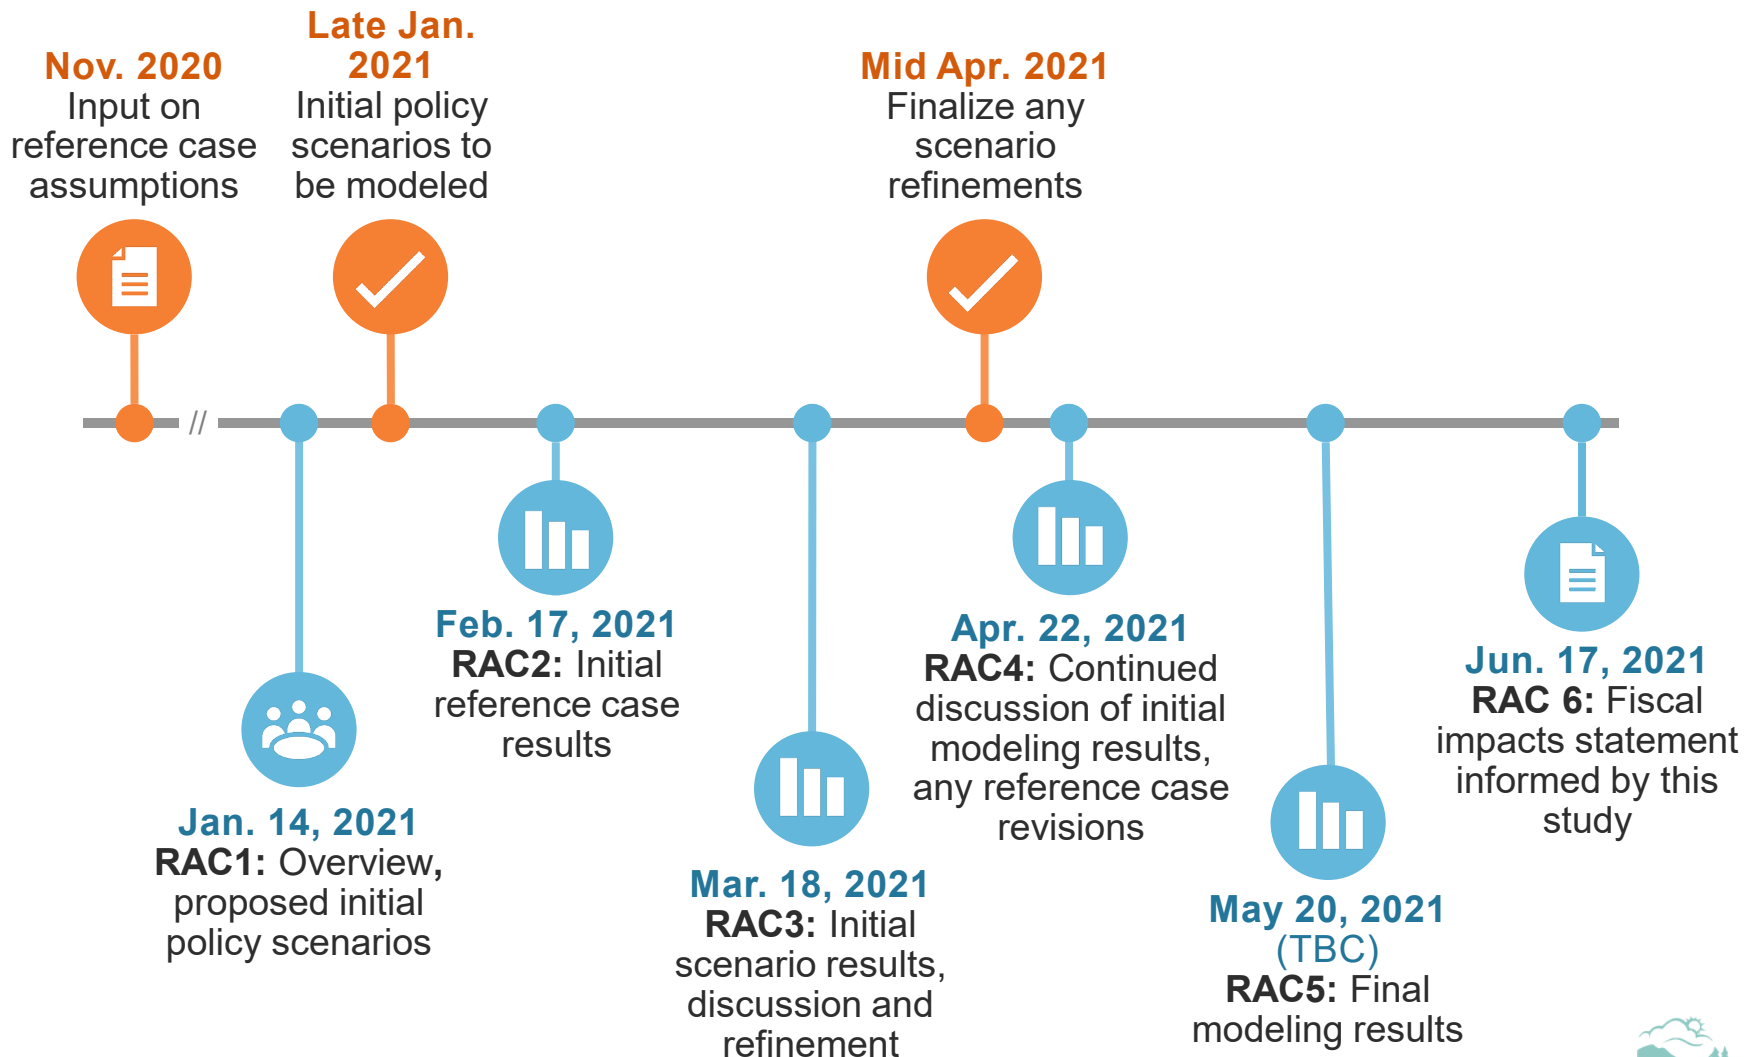 Nov. 2020
Input on
reference case
assumptions
Late Jan.
2021
Initial policy
scenarios to
be modeled
Mid Apr. 2021
Finalize any
scenario
refinements
//
Jan. 14, 2021
RAC1: Overview,
proposed initial
policy scenarios
Feb. 17, 2021
RAC2: Initial
reference case
results
Mar. 18, 2021
RAC3: Initial
scenario results,
discussion and
refinement
Apr. 22, 2021
RAC4: Continued
discussion of initial
modeling results,
any reference case
revisions
May 20, 2021
(TBC)
RAC5: Final
modeling results
Jun. 17, 2021
RAC 6: Fiscal
impacts statement
informed by this
study